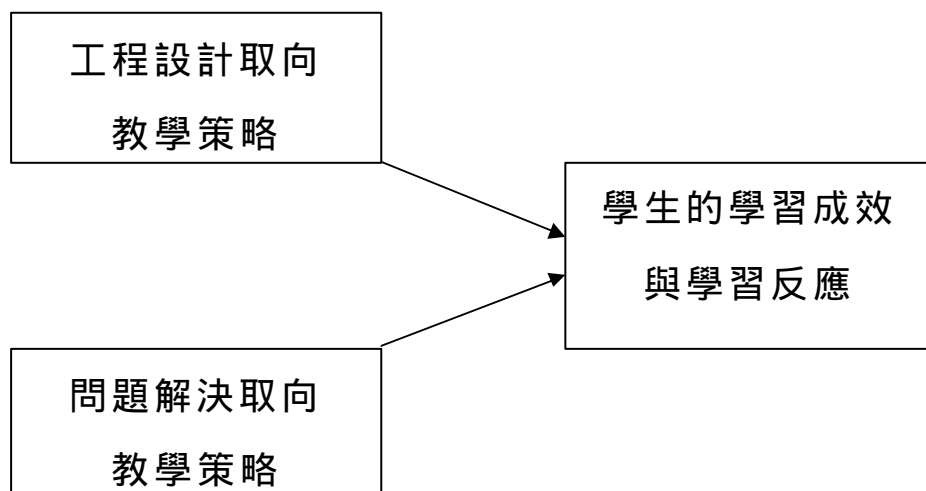 工程設計取向
教學策略
學生的學習成效
與學習反應
問題解決取向
教學策略